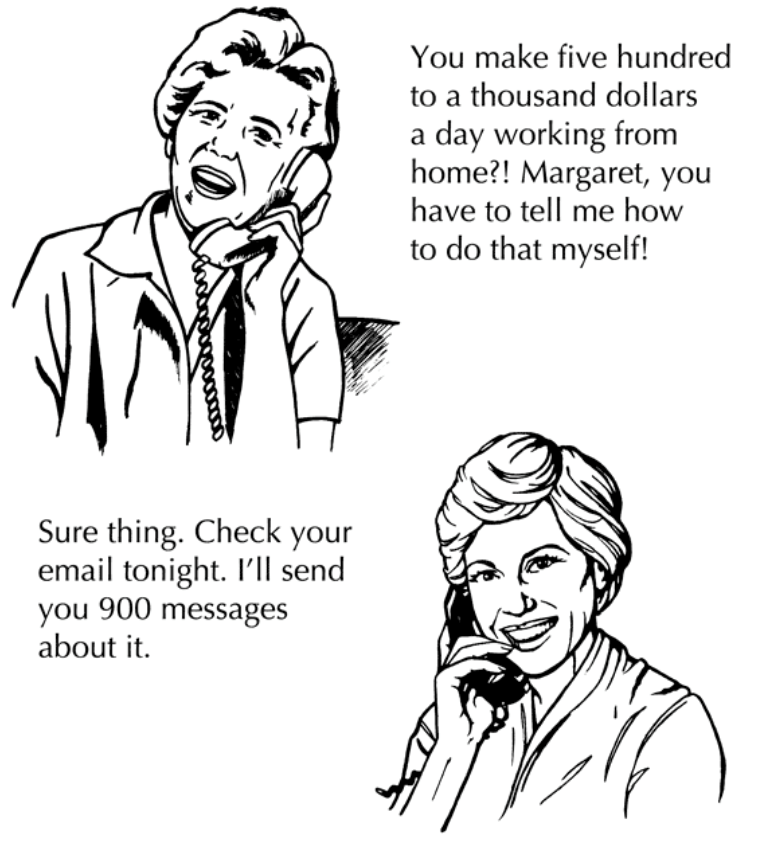 You make five hundred
to a thousand dollars
a day working from
home?! Margaret, you
have to tell me how
to do that myself!
Sure thing. Check your
email tonight. I'll send
you 900 messages
about it.